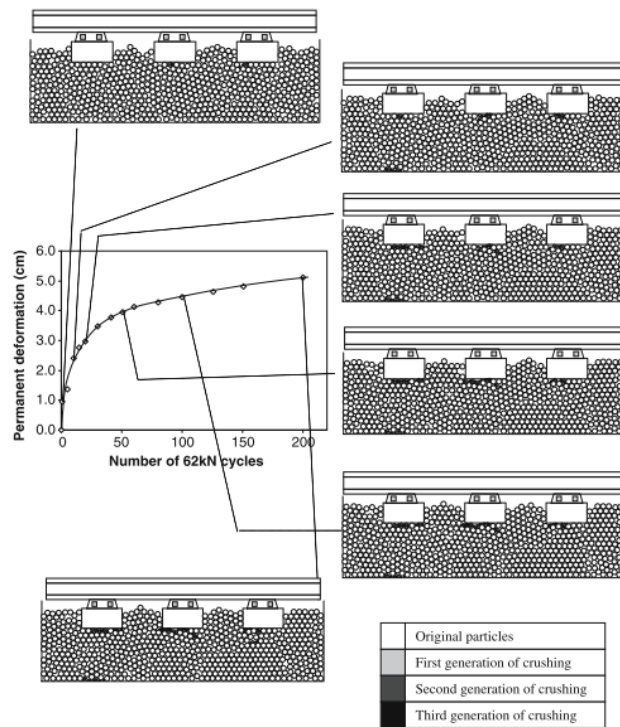 Permanent deformation (cm)
6.0
5.0
4.0
3.0
2.0
1.0
0.0
0 50 100 150 200
Number of 62kN cycles
Original particles
First generation of crushing
Second generation of crushing
Third generation of crushing